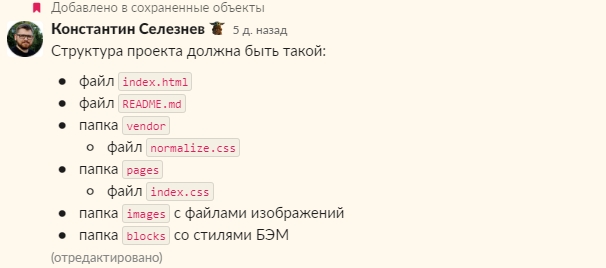 Добавлено в сохраненные объекты
Константин Селезнев 5 д. назад
Структура проекта должна быть такой:
• файл index.html
• файл README.md
• папка vendor
◦ файл normalize.css
• папка pages
◦ файл index.css
• папка images с файлами изображений
• папка blocks со стилями БЭМ
(отредактировано)